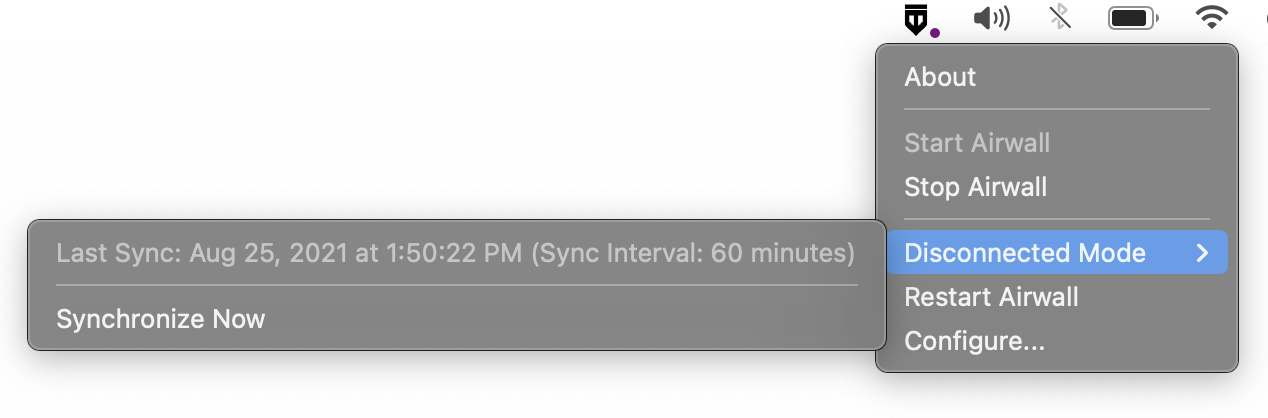 About
Start Airwall
Stop Airwall
Disconnected Mode
Last Sync: Aug 25, 2021 at 1:50:22 PM (Sync Interval: 60 minutes)
Synchronize Now
Restart Airwall
Configure...